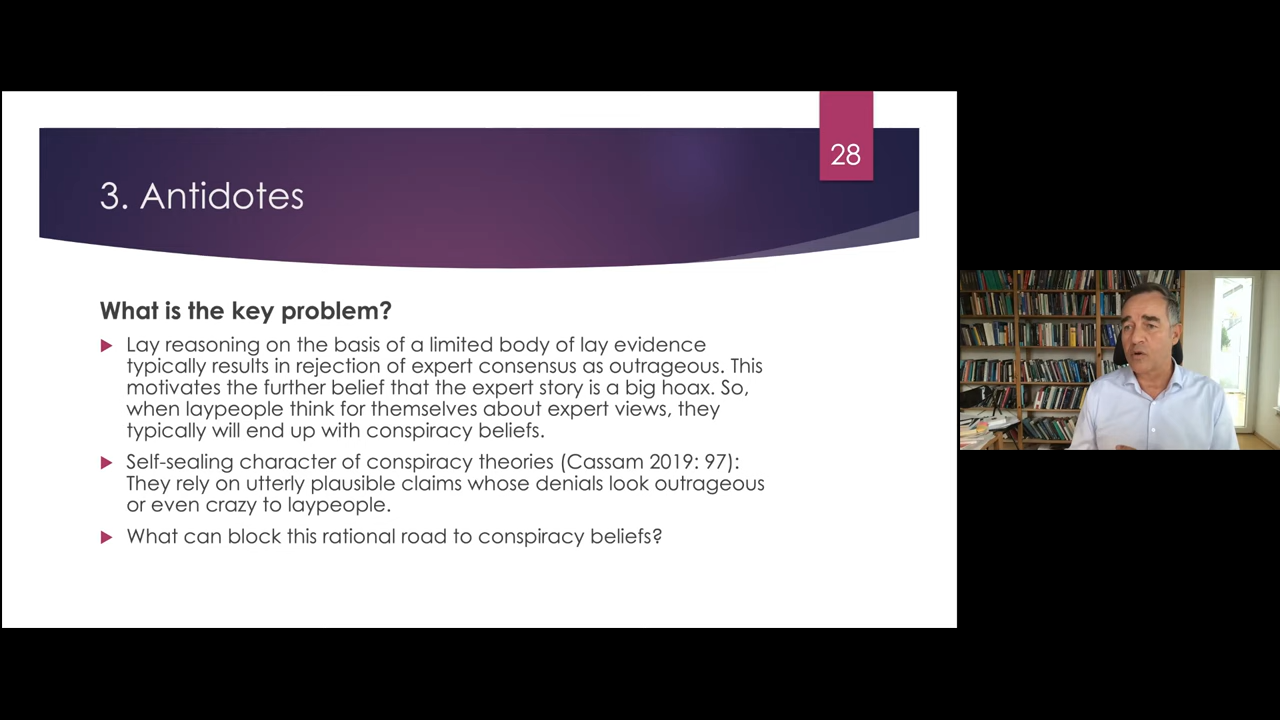 28
3. Antidotes
What is the key problem?
Lay reasoning on the basis of a limited body of lay evidence
typically results in rejection of expert consensus as outrageous. This
motivates the further belief that the expert story is a big hoax. So,
when laypeople think for themselves about expert views, they
typically will end up with conspiracy beliefs.
Self-sealing character of conspiracy theories (Cassam 2019: 97):
They rely on utterly plausible claims whose denials look outrageous
or even crazy to laypeople.
What can block this rational road to conspiracy beliefs?